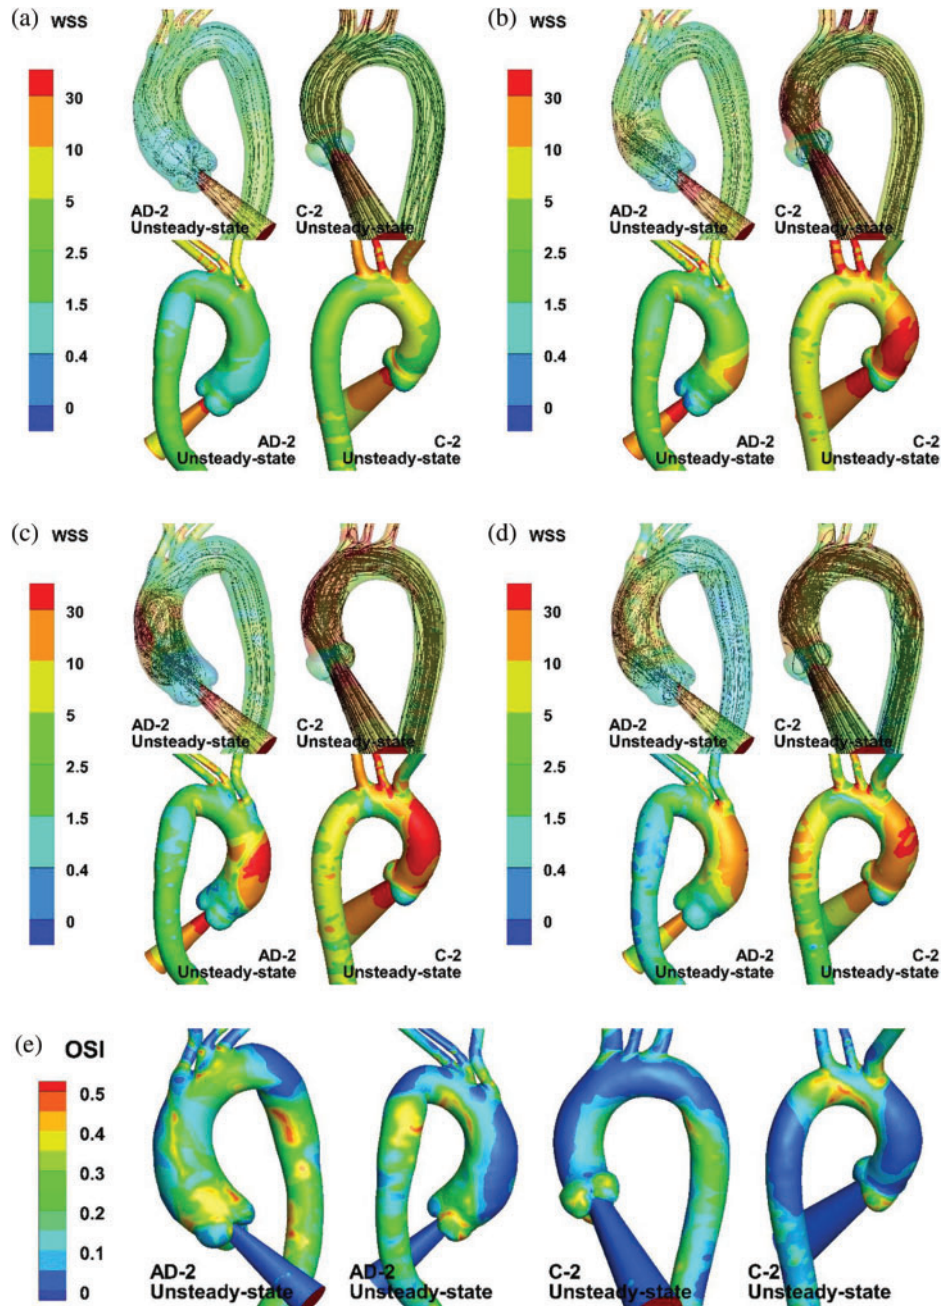 (a) WSS
30
10
5
2.5
1.5
0.4
0
AD-2
Unsteady-state
C-2
Unsteady-state
AD-2
Unsteady-state
C-2
Unsteady-state
(b) WSS
30
10
5
2.5
1.5
0.4
0
AD-2
Unsteady-state
C-2
Unsteady-state
AD-2
Unsteady-state
C-2
Unsteady-state
(c) WSS
30
10
5
2.5
1.5
0.4
0
AD-2
Unsteady-state
C-2
Unsteady-state
AD-2
Unsteady-state
C-2
Unsteady-state
(d) WSS
30
10
5
2.5
1.5
0.4
0
AD-2
Unsteady-state
C-2
Unsteady-state
AD-2
Unsteady-state
C-2
Unsteady-state
(e) OSI
0.5
0.4
0.3
0.2
0.1
0
AD-2
Unsteady-state
AD-2
Unsteady-state
C-2
Unsteady-state
C-2
Unsteady-state